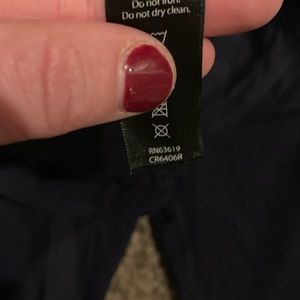 Do not iron.
Do not dry clean.
RN63619
CR6406R